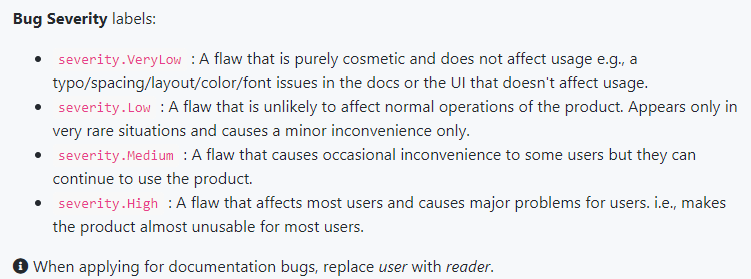 Bug Severity labels:
severity.VeryLow : A flaw that is purely cosmetic and does not affect usage e.g., a
typo/spacing/layout/color/font issues in the docs or the UI that doesn't affect usage.
severity.Low : A flaw that is unlikely to affect normal operations of the product. Appears only in
very rare situations and causes a minor inconvenience only.
severity.Medium : A flaw that causes occasional inconvenience to some users but they can
continue to use the product.
severity.High : A flaw that affects most users and causes major problems for users. i.e., makes
the product almost unusable for most users.
When applying for documentation bugs, replace user with reader.